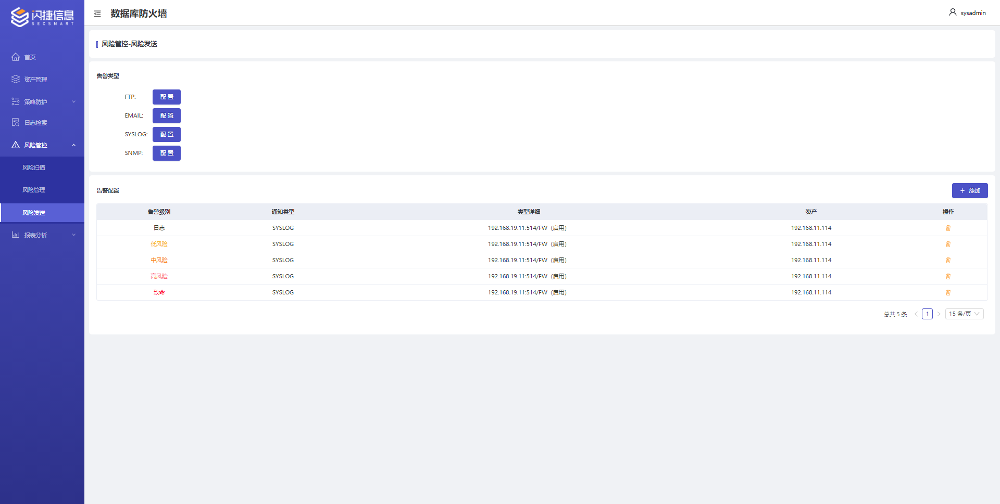 闪捷信息
SECSMART
数据库防火墙
sysadmin
首页
资产管理
策略防护
日志检索
风险管控
风险扫描
风险管理
风险发送
报表分析
风险管控-风险发送
告警类型
FTP: 配 置
EMAIL: 配 置
SYSLOG: 配 置
SNMP: 配 置
告警配置
添加
告警级别 通知类型 类型详细 资产 操作
日志 SYSLOG 192.168.19.11:514/FW（启用） 192.168.11.114
低风险 SYSLOG 192.168.19.11:514/FW（启用） 192.168.11.114
中风险 SYSLOG 192.168.19.11:514/FW（启用） 192.168.11.114
高风险 SYSLOG 192.168.19.11:514/FW（启用） 192.168.11.114
致命 SYSLOG 192.168.19.11:514/FW（启用） 192.168.11.114
总共 5 条 < 1 > 15 条/页